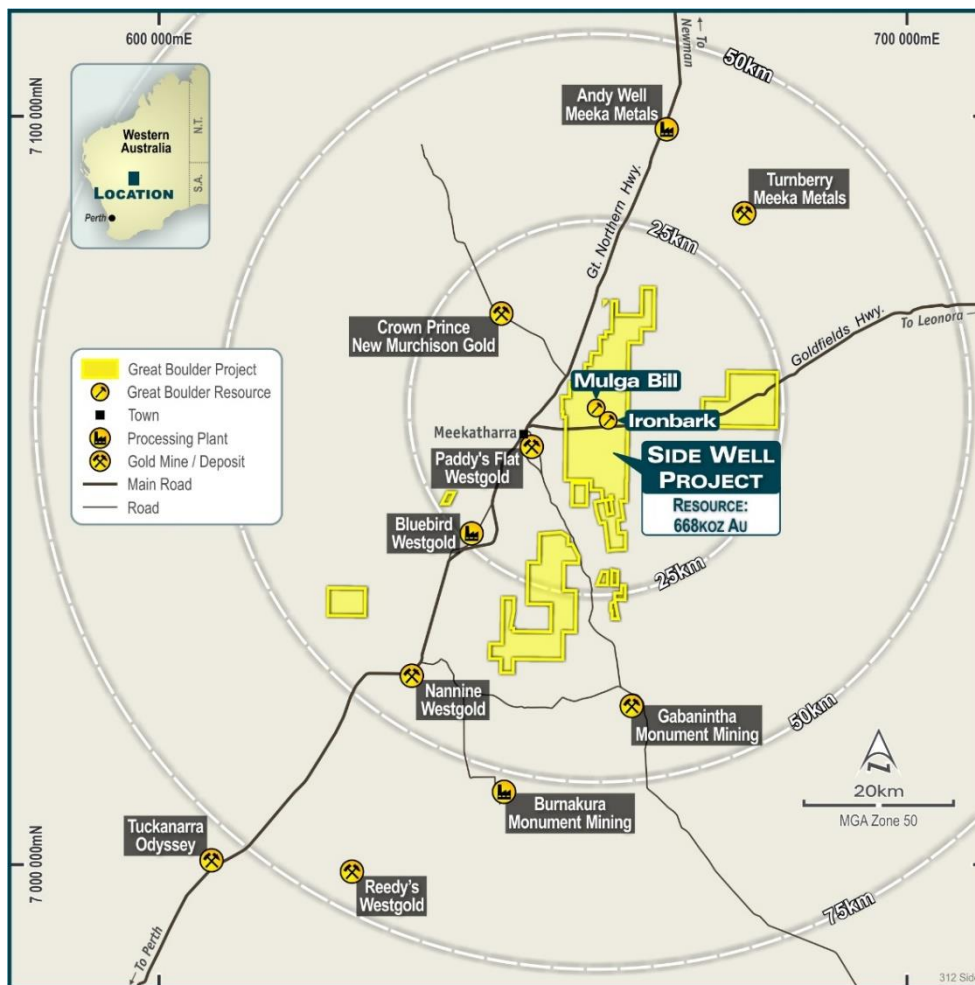 600 000mE
700 000mE
← To
Newman
50km
7 100 000mN
Western
Australia
N.T.
S.A.
LOCATION
Perth
Andy Well
Meeka Metals
Turnberry
Meeka Metals
25km
Gt. Northern Hwy.
Crown Prince
New Murchison Gold
Goldfields Hwy.
To Leonora →
Great Boulder Project
Great Boulder Resource
Town
Processing Plant
Gold Mine / Deposit
Main Road
Road
Mulga Bill
Ironbark
Meekatharra
Paddy's Flat
Westgold
SIDE WELL
PROJECT
RESOURCE:
668KOZ AU
Bluebird
Westgold
25km
Nannine
Westgold
Gabanintha
Monument Mining
50km
20km
MGA Zone 50
Burnakura
Monument Mining
Tuckanarra
Odyssey
7 000 000mN
Reedy's
Westgold
75km
← To Perth
312 Side